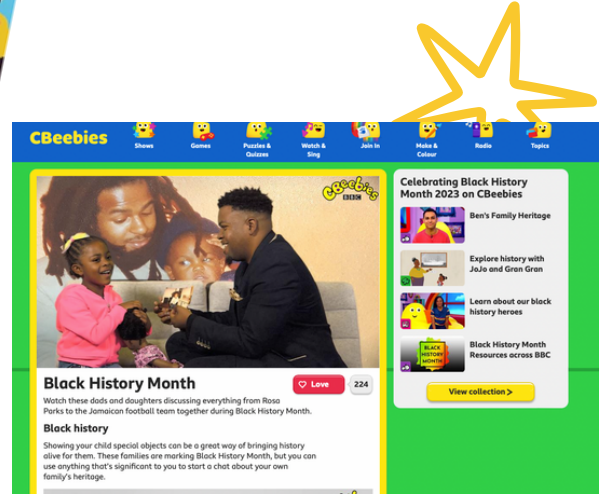 CBeebies
Shows
Games
Puzzles &
Quizzes
Watch &
Sing
Join In
Make &
Colour
Radio
Topics
CBeebies
BBC
Black History Month
Love
224
Watch these dads and daughters discussing everything from Rosa
Parks to the Jamaican football team together during Black History Month.
Black history
Showing your child special objects can be a great way of bringing history
alive for them. These families are marking Black History Month, but you can
use anything that's significant to you to start a chat about your own
family's heritage.
Celebrating Black History
Month 2023 on CBeebies
Ben's Family Heritage
Explore history with
JoJo and Gran Gran
Learn about our black
history heroes
BLACK
HISTORY
MONTH
Black History Month
Resources across BBC
View collection >